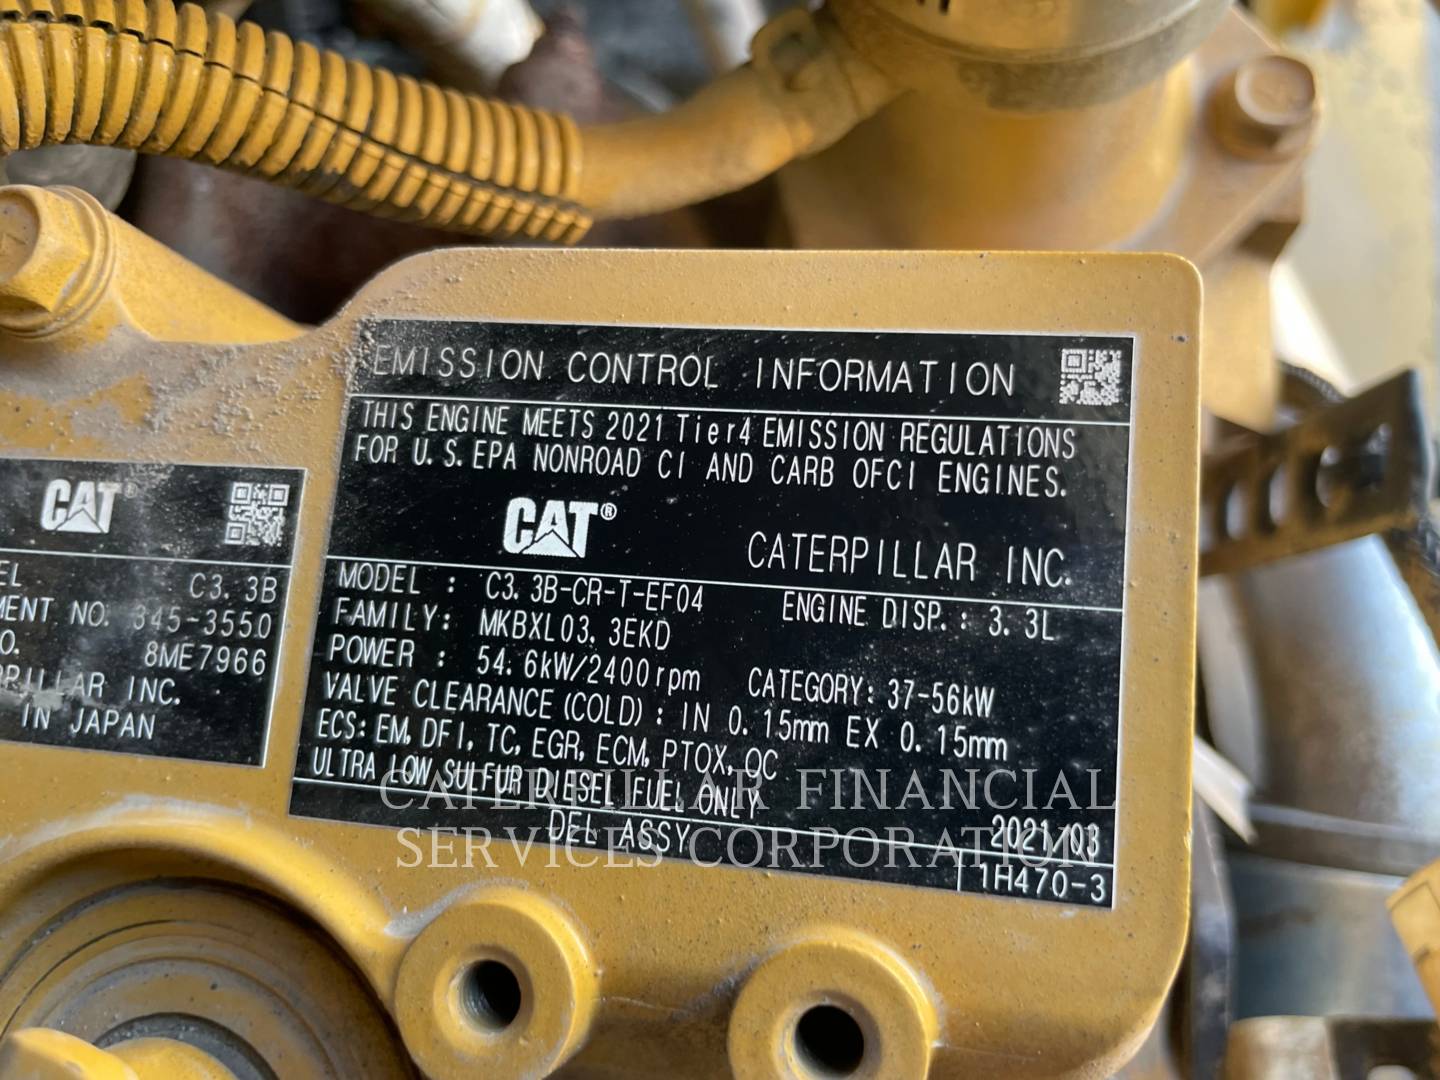 EMISSION CONTROL INFORMATION
THIS ENGINE MEETS 2021 Tier4 EMISSION REGULATIONS
FOR U.S.EPA NONROAD CI AND CARB OFCI ENGINES.
CAT®
CATERPILLAR INC.
MODEL : C3.3B-CR-T-EF04 ENGINE DISP.: 3.3L
FAMILY: MKBXL03.3EKD
POWER : 54.6kW/2400rpm CATEGORY: 37-56kW
VALVE CLEARANCE(COLD): IN 0.15mm EX 0.15mm
ECS: EM, DFI, TC, EGR, ECM, PTOX, OC
ULTRA LOW SULFUR DIESEL FUEL ONLY
DEL ASSY 2021/03
1H470-3
CAT®
EL C3.3B
MENT NO. 345-3550
O. 8ME7966
RPILLAR INC.
IN JAPAN
CATERPILLAR FINANCIAL
SERVICES CORPORATION